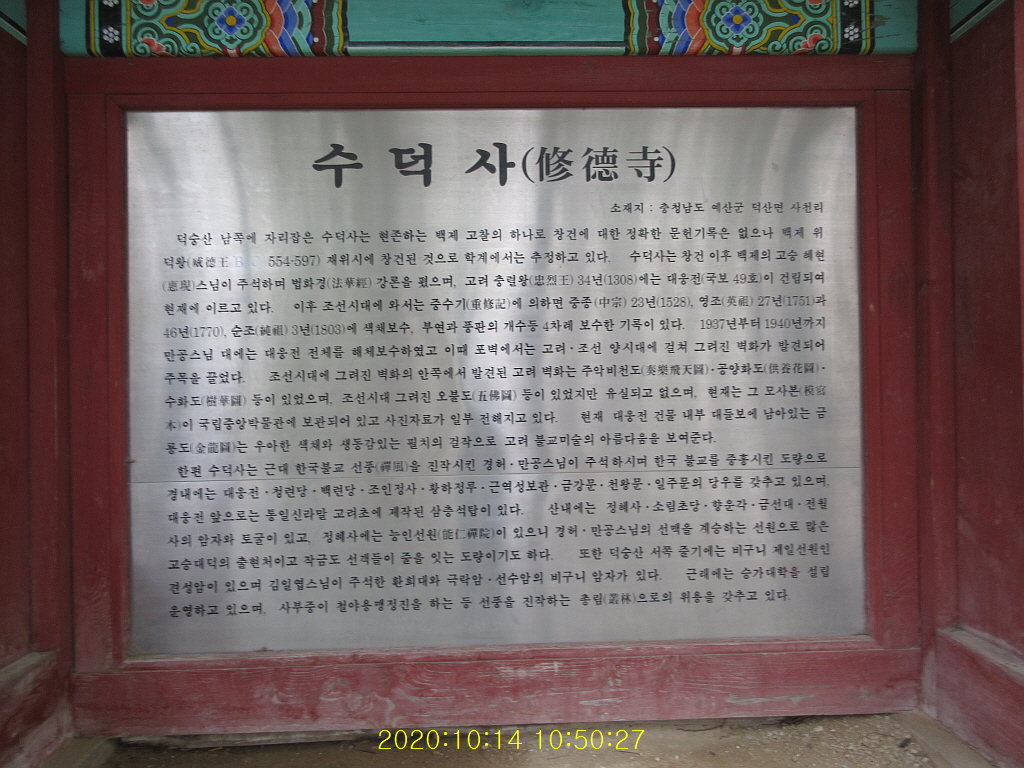 수 덕 사(修德寺)
소재지 : 충청남도 예산군 덕산면 사천리
덕숭산 남쪽에 자리잡은 수덕사는 현존하는 백제 고찰의 하나로 창건에 대한 정확한 문헌기록은 없으나 백제 위
덕왕(威德王 554-597) 재위시에 창건된 것으로 학계에서는 추정하고 있다. 수덕사는 창건 이후 백제의 고승 혜현
(惠現)스님이 주석하며 법화경(法華經) 강론을 폈으며, 고려 충렬왕(忠烈王) 34년(1308)에는 대웅전(국보 49호)이 건립되여
현재에 이르고 있다. 이후 조선시대에 와서는 중수기(重修記)에 의하면 중종(中宗) 23년(1528), 영조(英祖) 27년(1751)과
46년(1770), 순조(純祖) 3년(1803)에 색채보수, 부연과 풍판의 개수등 4차례 보수한 기록이 있다. 1937년부터 1940년까지
만공스님 대에는 대웅전 전체를 해체보수하였고 이때 포벽에서는 고려·조선 양시대에 걸쳐 그려진 벽화가 발견되어
주목을 끌었다. 조선시대에 그려진 벽화의 안쪽에서 발견된 고려 벽화는 주악비천도(奏樂飛天圖)·공양화도(供養花圖)·
수화도(樹華圖) 등이 있었으며, 조선시대 그려진 오불도(五佛圖) 등이 있었지만 유실되고 없으며, 현재는 그 모사본(模寫
本)이 국립중앙박물관에 보관되어 있고 사진자료가 일부 전해지고 있다. 현재 대웅전 건물 내부 대들보에 남아있는 금
룡도(金龍圖)는 우아한 색채와 생동감있는 필치의 걸작으로 고려 불교미술의 아름다움을 보여준다.
한편 수덕사는 근대 한국불교 선풍(禪風)을 진작시킨 경허·만공스님이 주석하시며 한국 불교를 중흥시킨 도량으로
경내에는 대웅전·청련당·백련당·조인정사·황하정루·근역성보관·금강문·천왕문·일주문의 당우를 갖추고 있으며,
대웅전 앞으로는 통일신라말 고려초에 제작된 삼층석탑이 있다. 산내에는 정혜사·소림초당·향운각·금선대·전월
사의 암자와 토굴이 있고, 정혜사에는 능인선원(能仁禪院)이 있으니 경허·만공스님의 선맥을 계승하는 선원으로 많은
고승대덕의 출현처이고 작금도 선객들이 줄을 잇는 도량이기도 하다. 또한 덕숭산 서쪽 줄기에는 비구니 제일선원인
견성암이 있으며 김일엽스님이 주석한 환희대와 극락암·선수암의 비구니 암자가 있다. 근래에는 승가대학을 설립
운영하고 있으며, 사부중이 철야용맹정진을 하는 등 선풍을 진작하는 총림(叢林)으로의 위용을 갖추고 있다.
2020:10:14 10:50:27